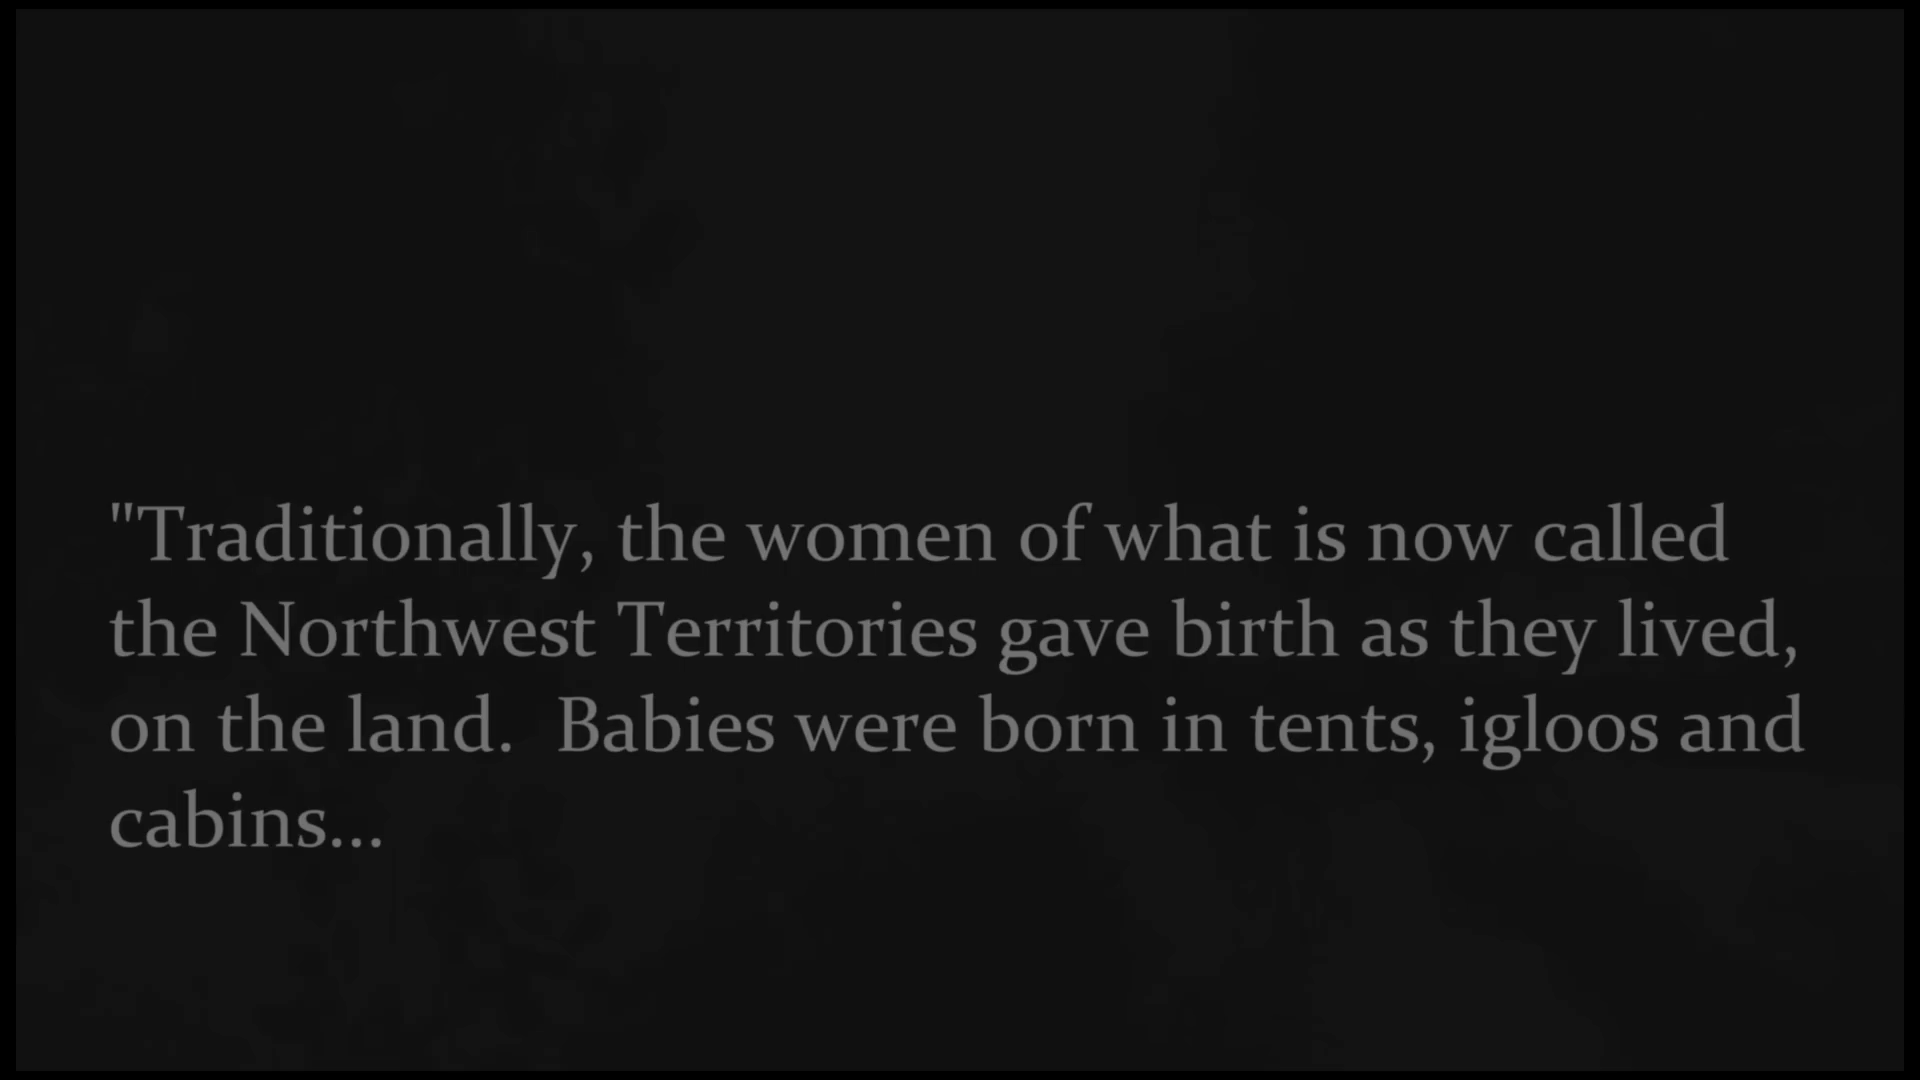 "Traditionally, the women of what is now called
the Northwest Territories gave birth as they lived,
on the land.  Babies were born in tents, igloos and
cabins...